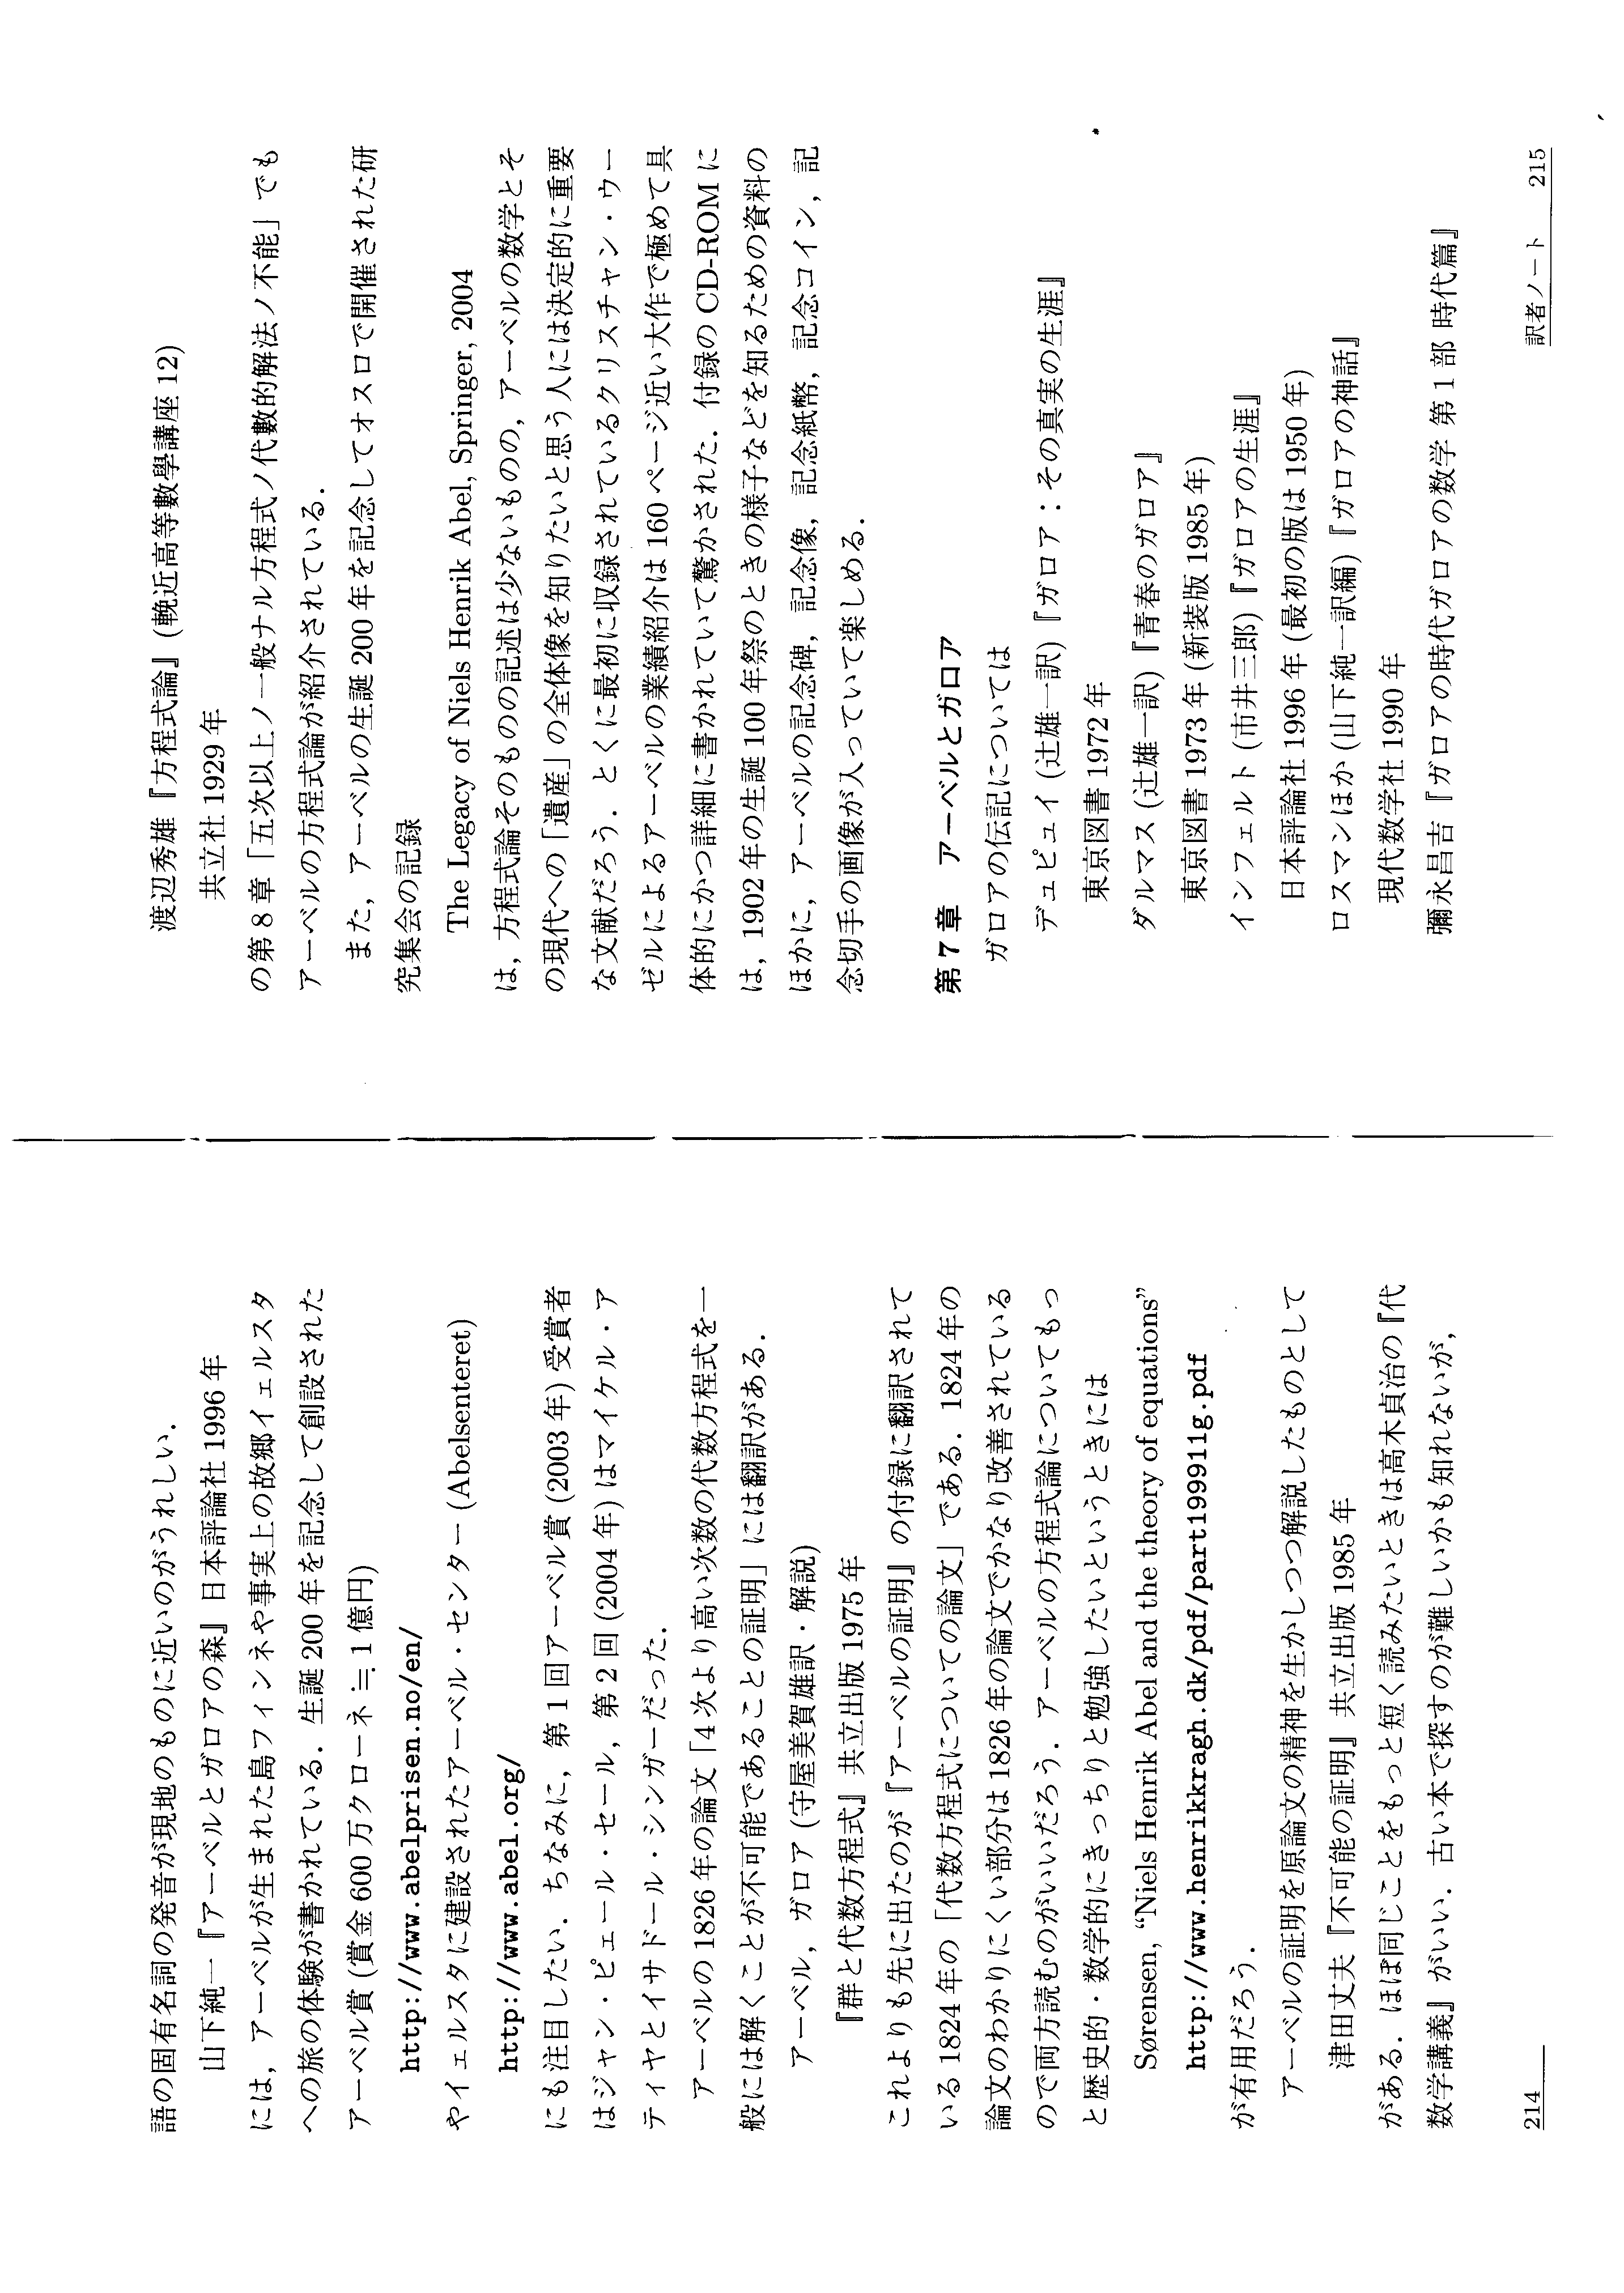 語の固有名詞の発音が現地のものに近いのがうれしい．
山下純一『アーベルとガロアの森』日本評論社 1996 年
には，アーベルが生まれた島フィンネや事実上の故郷イェルスタ
への旅の体験が書かれている．生誕 200 年を記念して創設された
アーベル賞 (賞金 600 万クローネ ≒ 1 億円)
http://www.abelprisen.no/en/
やイェルスタに建設されたアーベル・センター (Abelsenteret)
http://www.abel.org/
にも注目したい．ちなみに，第 1 回アーベル賞 (2003 年) 受賞者
はジャン・ピェール・セール，第 2 回 (2004 年) はマイケル・ア
ティヤとイサドール・シンガーだった．
アーベルの 1826 年の論文「4 次より高い次数の代数方程式を一
般には解くことが不可能であることの証明」には翻訳がある．
アーベル，ガロア (守屋美賀雄訳・解説)
『群と代数方程式』共立出版 1975 年
これよりも先に出たのが『アーベルの証明』の付録に翻訳されて
いる 1824 年の「代数方程式についての論文」である．1824 年の
論文のわかりにくい部分は 1826 年の論文でかなり改善されている
ので両方読むのがいいだろう．アーベルの方程式論についてもっ
と歴史的・数学的にきっちりと勉強したいというときには
Sørensen, “Niels Henrik Abel and the theory of equations”
http://www.henrikkragh.dk/pdf/part199911g.pdf
が有用だろう．
アーベルの証明を原論文の精神を生かしつつ解説したものとして
津田丈夫『不可能の証明』共立出版 1985 年
がある．ほぼ同じことをもっと短く読みたいときは高木貞治の『代
数学講義』がいい．古い本で探すのが難しいかも知れないが，
214
渡辺秀雄『方程式論』(輓近高等數學講座 12)
共立社 1929 年
の第 8 章「五次以上ノ一般ナル方程式ノ代數的解法ノ不能」でも
アーベルの方程式論が紹介されている．
また，アーベルの生誕 200 年を記念してオスロで開催された研
究集会の記録
The Legacy of Niels Henrik Abel, Springer, 2004
は，方程式論そのものの記述は少ないものの，アーベルの数学とそ
の現代への「遺産」の全体像を知りたいと思う人には決定的に重要
な文献だろう．とくに最初に収録されているクリスチャン・ウー
ゼルによるアーベルの業績紹介は 160 ページ近い大作で極めて具
体的にかつ詳細に書かれていて驚かされた．付録の CD-ROM に
は，1902 年の生誕 100 年祭のときの様子などを知るための資料の
ほかに，アーベルの記念碑，記念像，記念紙幣，記念コイン，記
念切手の画像が入っていて楽しめる．
第 7 章　アーベルとガロア
ガロアの伝記については
デュピュイ (辻雄一訳)『ガロア：その真実の生涯』
東京図書 1972 年
ダルマス (辻雄一訳)『青春のガロア』
東京図書 1973 年 (新装版 1985 年)
インフェルト (市井三郎)『ガロアの生涯』
日本評論社 1996 年 (最初の版は 1950 年)
ロスマンほか (山下純一訳編)『ガロアの神話』
現代数学社 1990 年
彌永昌吉『ガロアの時代ガロアの数学 第 1 部 時代篇』
訳者ノート　215